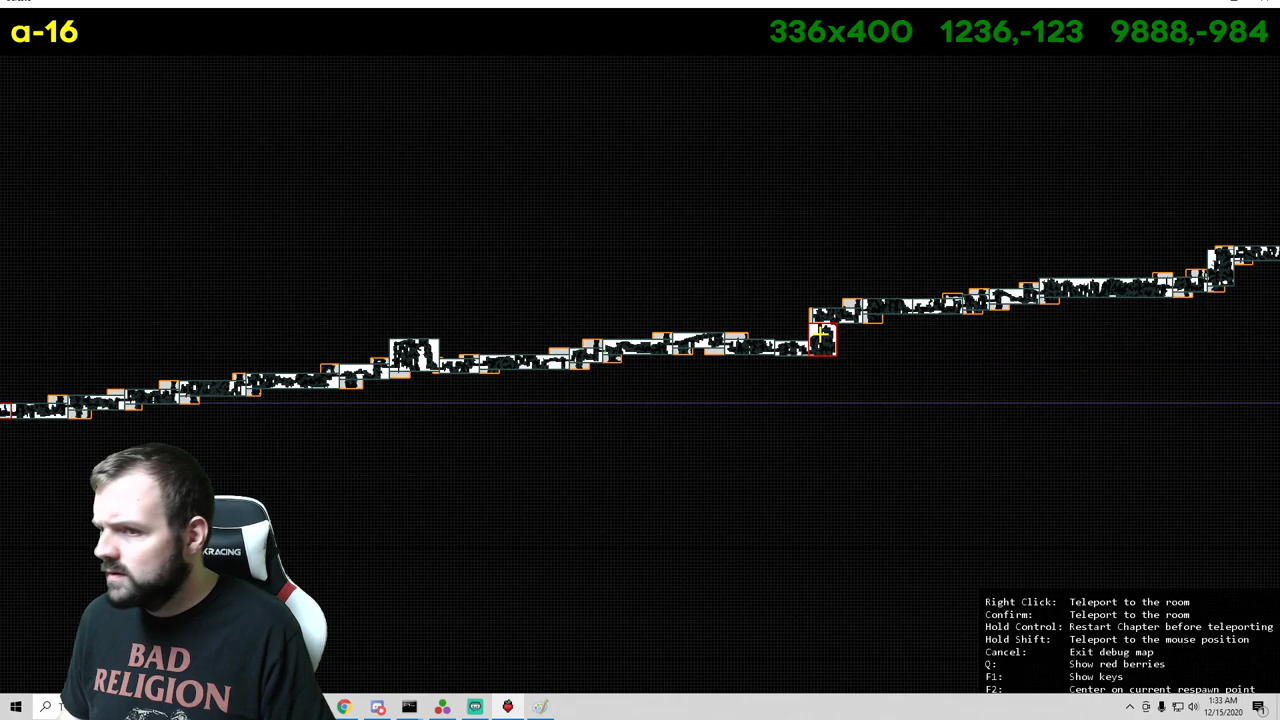 a-16
336x400 1236,-123 9888,-984
Right Click: Teleport to the room
Confirm: Teleport to the room
Hold Control: Restart Chapter before teleporting
Hold Shift: Teleport to the mouse position
Cancel: Exit debug map
Q: Show red berries
F1: Show keys
F2: Center on current respawn point
KRACING
BAD
RELIGION
1:33 AM
12/15/2020